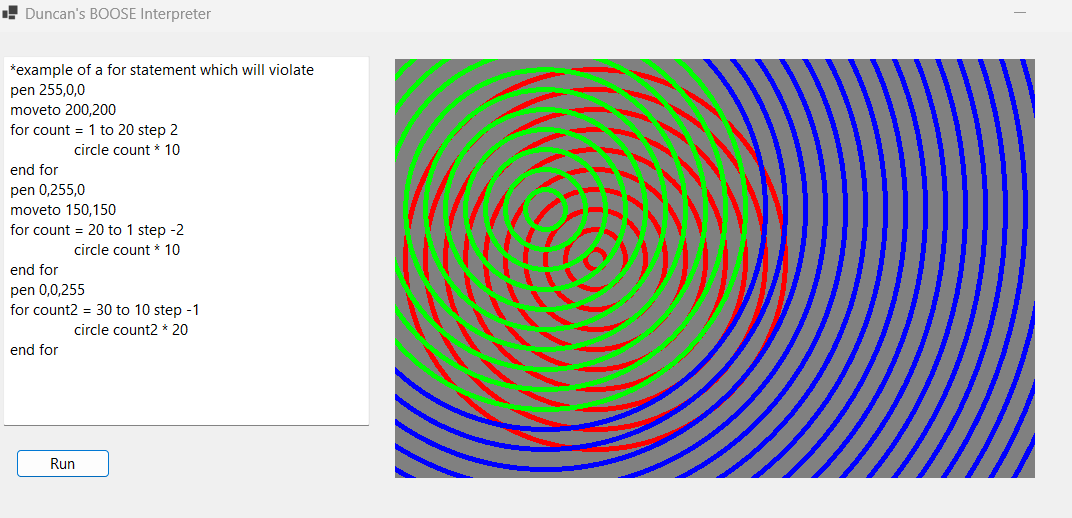 Duncan's BOOSE Interpreter
*example of a for statement which will violate
pen 255,0,0
moveto 200,200
for count = 1 to 20 step 2
circle count * 10
end for
pen 0,255,0
moveto 150,150
for count = 20 to 1 step -2
circle count * 10
end for
pen 0,0,255
for count2 = 30 to 10 step -1
circle count2 * 20
end for
Run